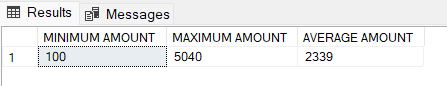 Results Messages
MINIMUM AMOUNT MAXIMUM AMOUNT AVERAGE AMOUNT
1 100 5040 2339